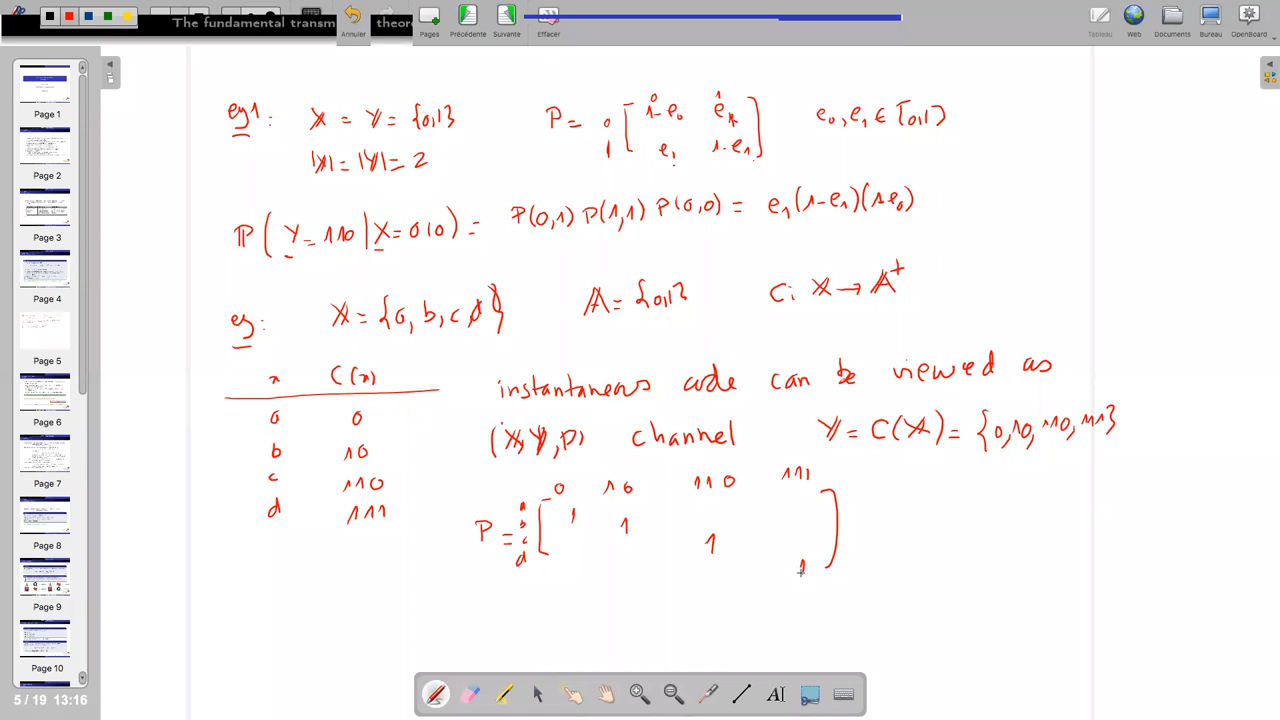 The fundamental transm theore
Annuler Pages Précédente Suivante Effacer Tableau Web Documents Bureau OpenBoard
Page 1
Page 2
Page 3
Page 4
Page 5
Page 6
Page 7
Page 8
Page 9
Page 10
5 / 19 13:16
eg1: X = Y = {0,1} P = 0 1 [ 0 1 1-e₀ e₀ e₁ 1-e₁ ] e₀, e₁ ∈ [0,1]
|X| = |Y| = 2
P( Y = 110 | X = 010 ) = P(0,1) P(1,1) P(0,0) = e₁(1-e₁)(1-e₀)
eg: X = {a, b, c, d} A = {0,1} C: X → A⁺
x C(x)
a 0
b 10
c 110
d 111
instantaneous code can be viewed as
(X, Y, P) channel Y = C(X) = {0, 10, 110, 111}
0 10 110 111
P = a b c d [ 1 1 1 1 ]